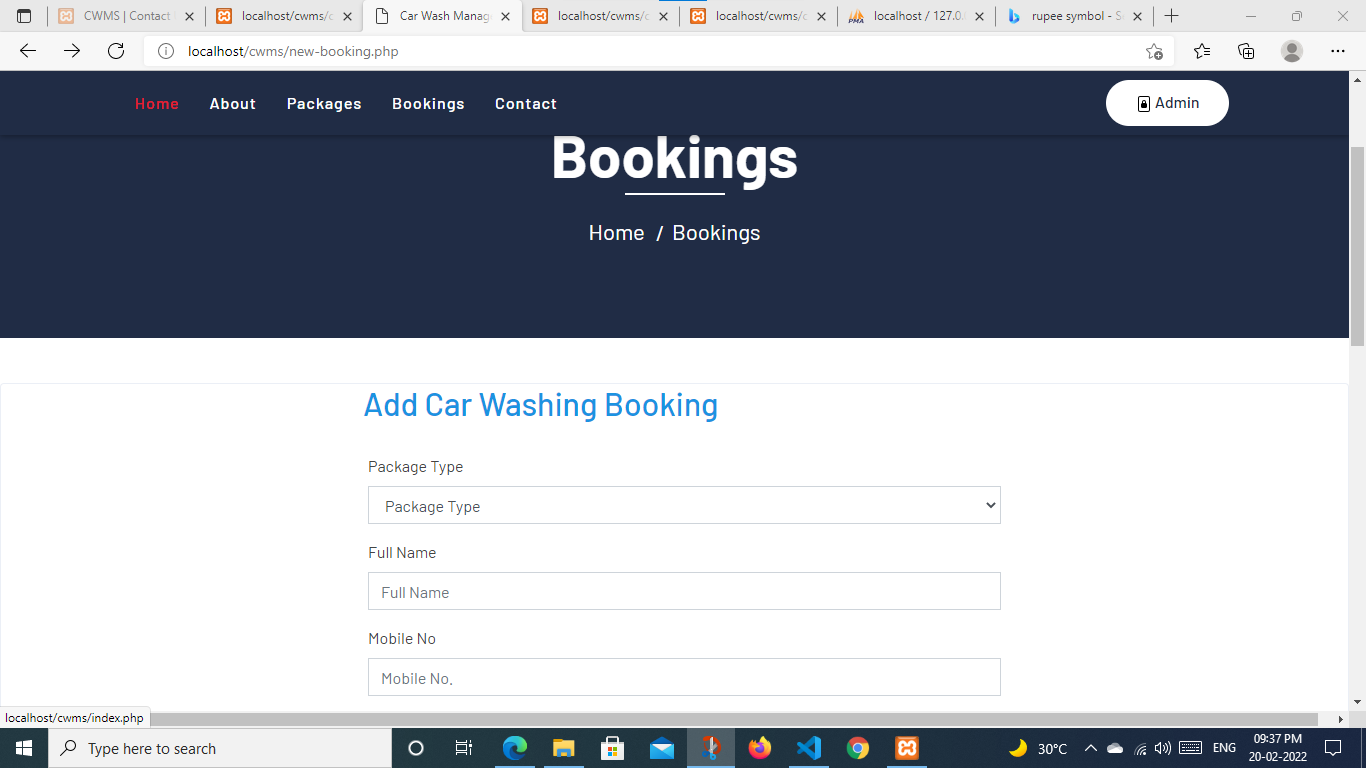 CWMS | Contact
localhost/cwms/
Car Wash Manag
localhost/cwms/
localhost/cwms/
localhost / 127.0.
rupee symbol - S
localhost/cwms/new-booking.php
Home About Packages Bookings Contact
Admin
Bookings
Home / Bookings
Add Car Washing Booking
Package Type
Package Type
Full Name
Full Name
Mobile No
Mobile No.
localhost/cwms/index.php
Type here to search
30°C
ENG
09:37 PM
20-02-2022